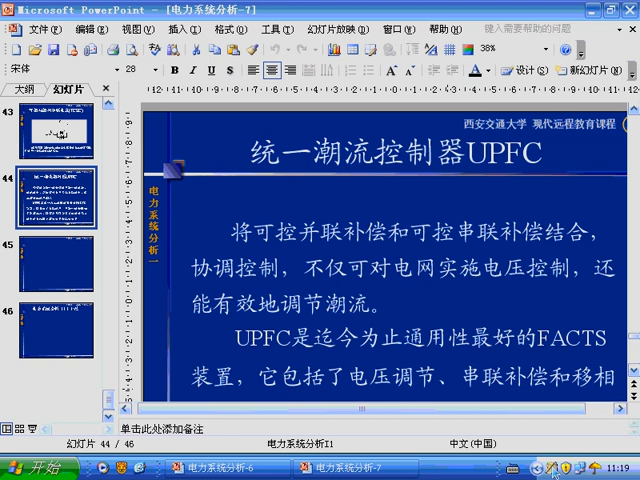 Microsoft PowerPoint - [电力系统分析-7]
文件(F) 编辑(E) 视图(V) 插入(I) 格式(O) 工具(T) 幻灯片放映(D) 窗口(W) 帮助(H) 键入需要帮助的问题
38%
宋体 28 B I U S A A A 设计(S) 新幻灯片(N)
大纲 幻灯片
43
44
45
46
西安交通大学 现代远程教育课程
统一潮流控制器UPFC
电力系统分析
将可控并联补偿和可控串联补偿结合，
协调控制，不仅可对电网实施电压控制，还
能有效地调节潮流。
UPFC是迄今为止通用性最好的FACTS
装置，它包括了电压调节、串联补偿和移相
单击此处添加备注
幻灯片 44 / 46 电力系统分析I1 中文(中国)
开始 电力系统分析-6 电力系统分析-7 11:19